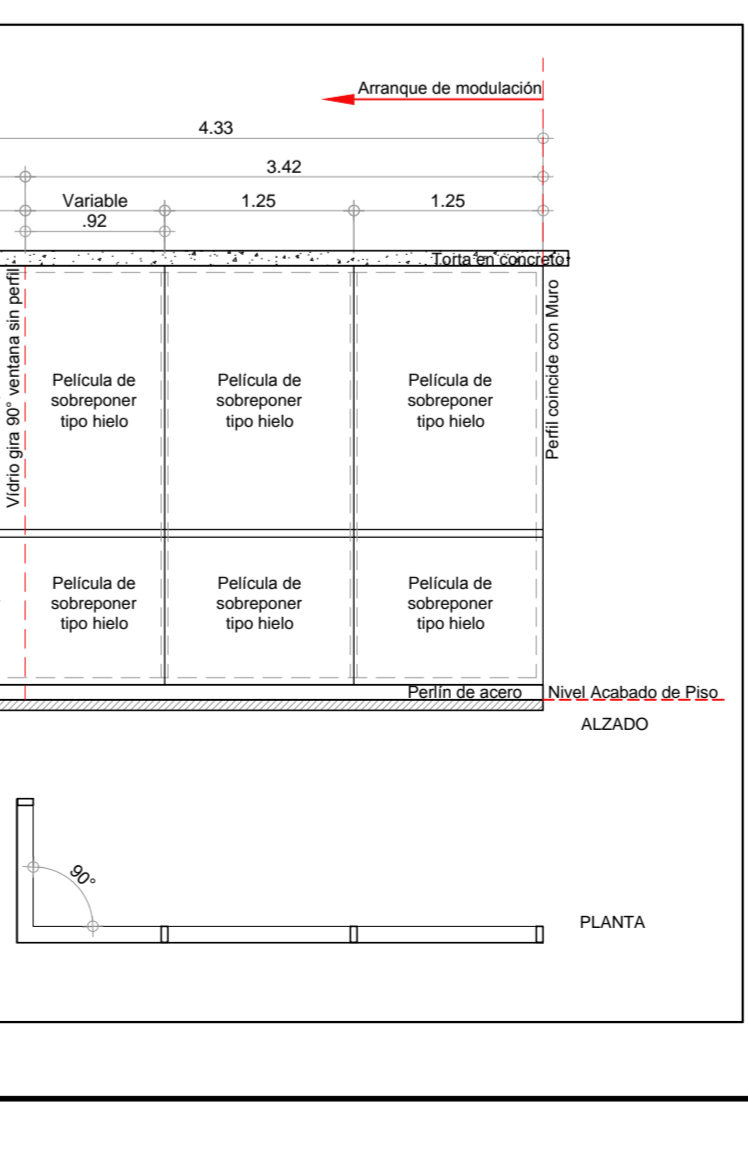 Arranque de modulación
4.33
3.42
Variable
1.25
1.25
.92
Torta en concreto
Vídrio gira 90° ventana sin perfil
Perfil coincide con Muro
Película de
sobreponer
tipo hielo
Película de
sobreponer
tipo hielo
Película de
sobreponer
tipo hielo
Película de
sobreponer
tipo hielo
Película de
sobreponer
tipo hielo
Película de
sobreponer
tipo hielo
Perlín de acero
Nivel Acabado de Piso
ALZADO
90°
PLANTA